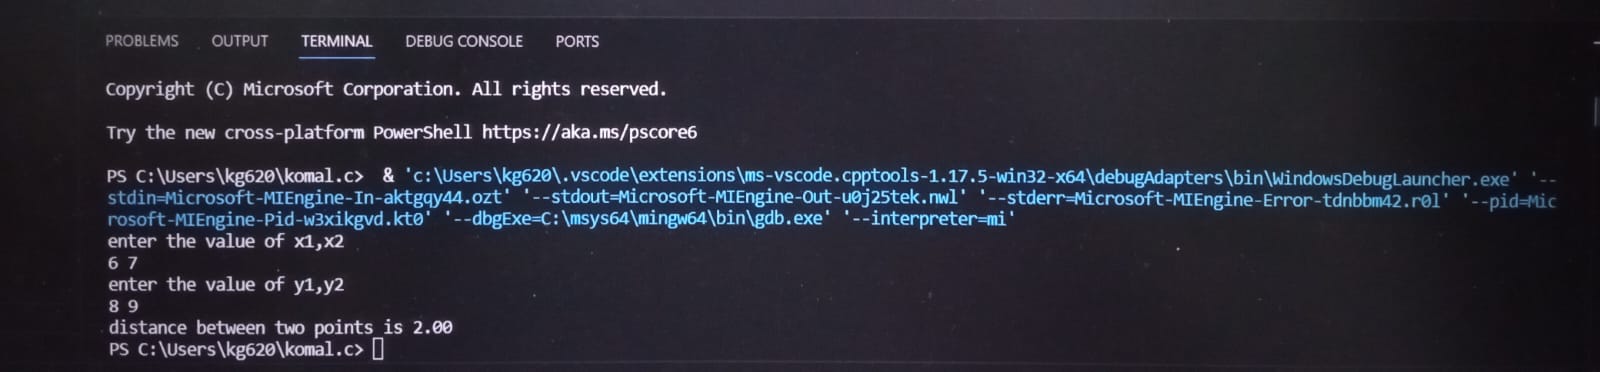 PROBLEMS OUTPUT TERMINAL DEBUG CONSOLE PORTS
Copyright (C) Microsoft Corporation. All rights reserved.
Try the new cross-platform PowerShell https://aka.ms/pscore6
PS C:\Users\kg620\komal.c>  & 'c:\Users\kg620\.vscode\extensions\ms-vscode.cpptools-1.17.5-win32-x64\debugAdapters\bin\WindowsDebugLauncher.exe' '--
stdin=Microsoft-MIEngine-In-aktgqy44.ozt' '--stdout=Microsoft-MIEngine-Out-u0j25tek.nwl' '--stderr=Microsoft-MIEngine-Error-tdnbbm42.r0l' '--pid=Mic
rosoft-MIEngine-Pid-w3xikgvd.kt0' '--dbgExe=C:\msys64\mingw64\bin\gdb.exe' '--interpreter=mi'
enter the value of x1,x2
6 7
enter the value of y1,y2
8 9
distance between two points is 2.00
PS C:\Users\kg620\komal.c>